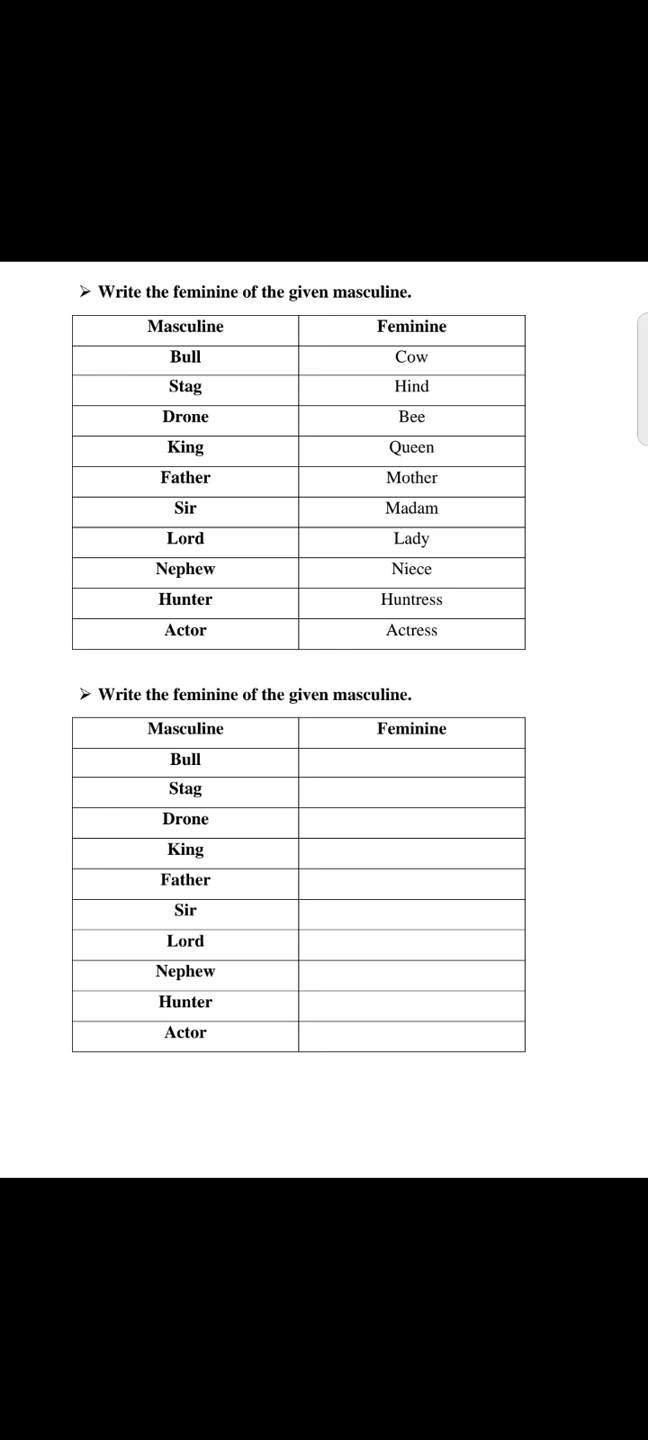 ➢ Write the feminine of the given masculine.
Masculine Feminine
Bull Cow
Stag Hind
Drone Bee
King Queen
Father Mother
Sir Madam
Lord Lady
Nephew Niece
Hunter Huntress
Actor Actress
➢ Write the feminine of the given masculine.
Masculine Feminine
Bull
Stag
Drone
King
Father
Sir
Lord
Nephew
Hunter
Actor